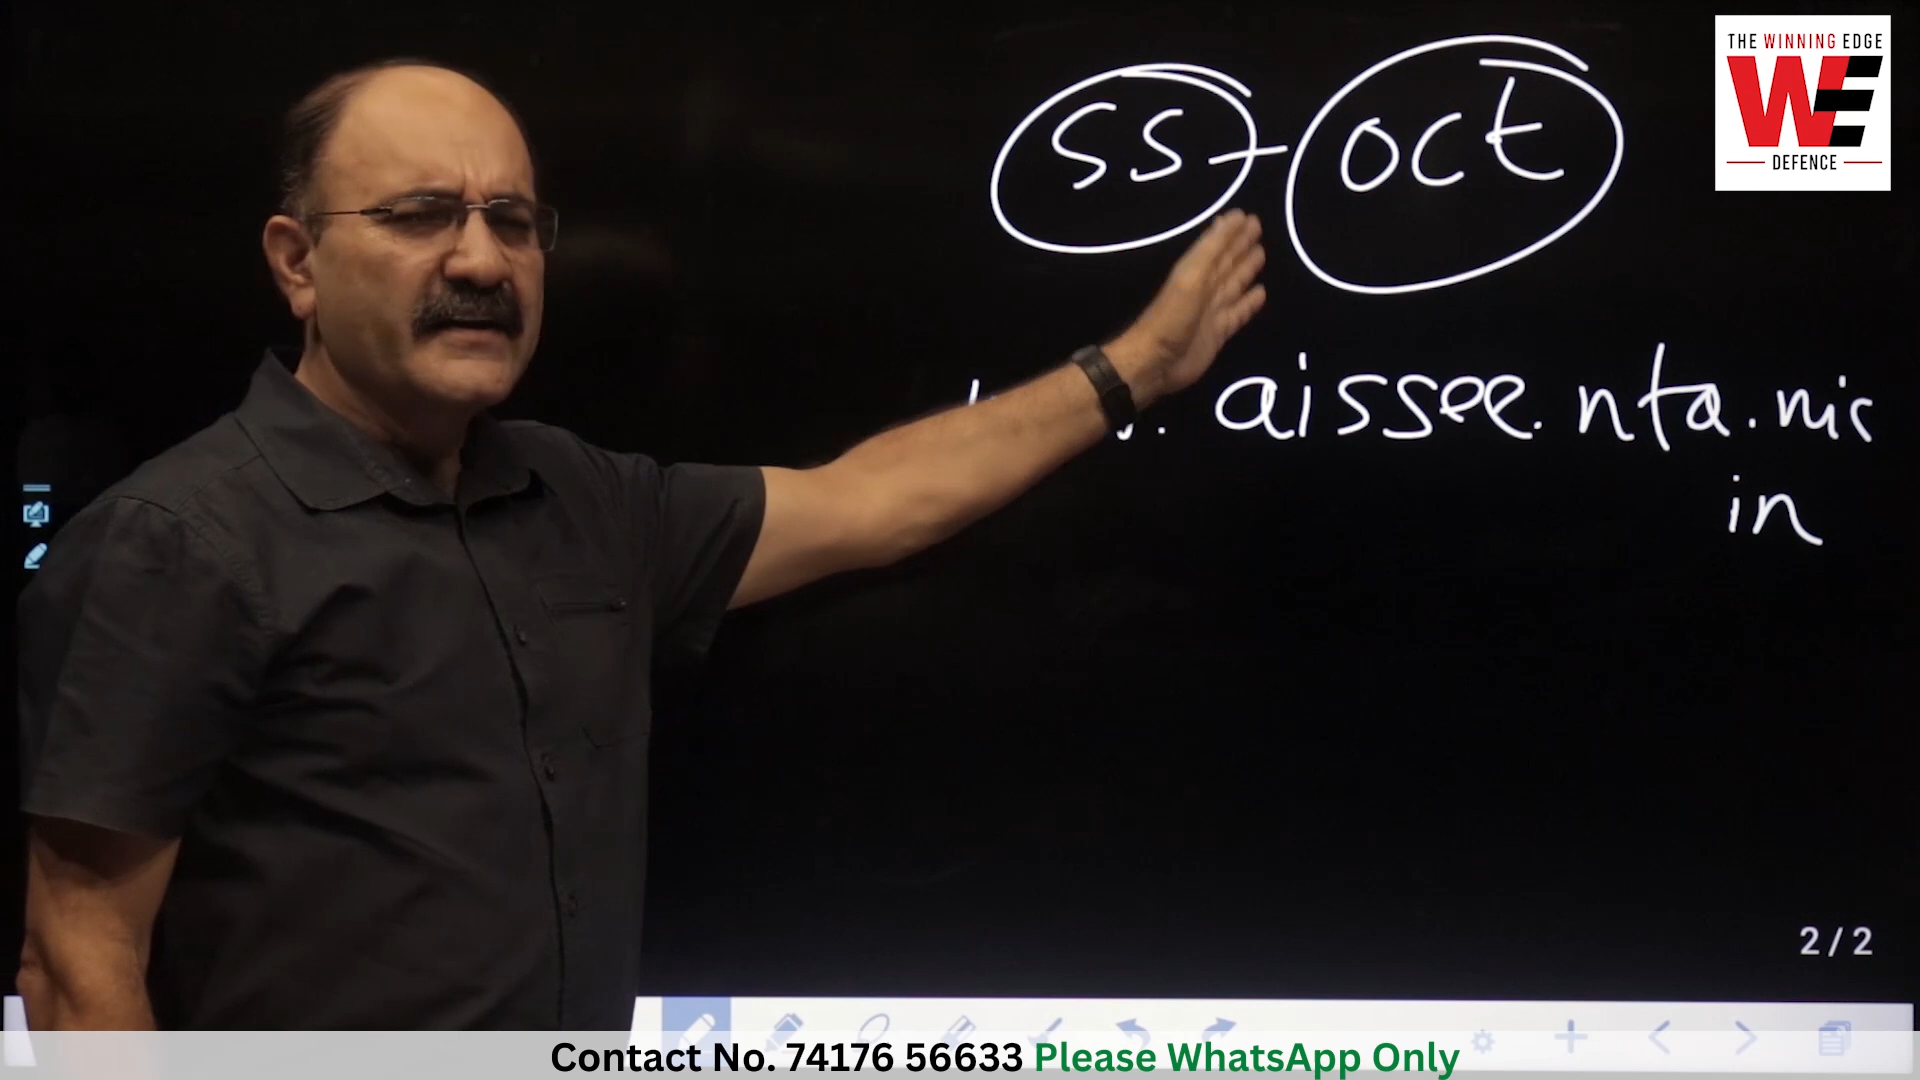 THE WINNING EDGE
WE
DEFENCE
SS - oct
aissee.nta.nic
in
2/2
Contact No. 74176 56633 Please WhatsApp Only